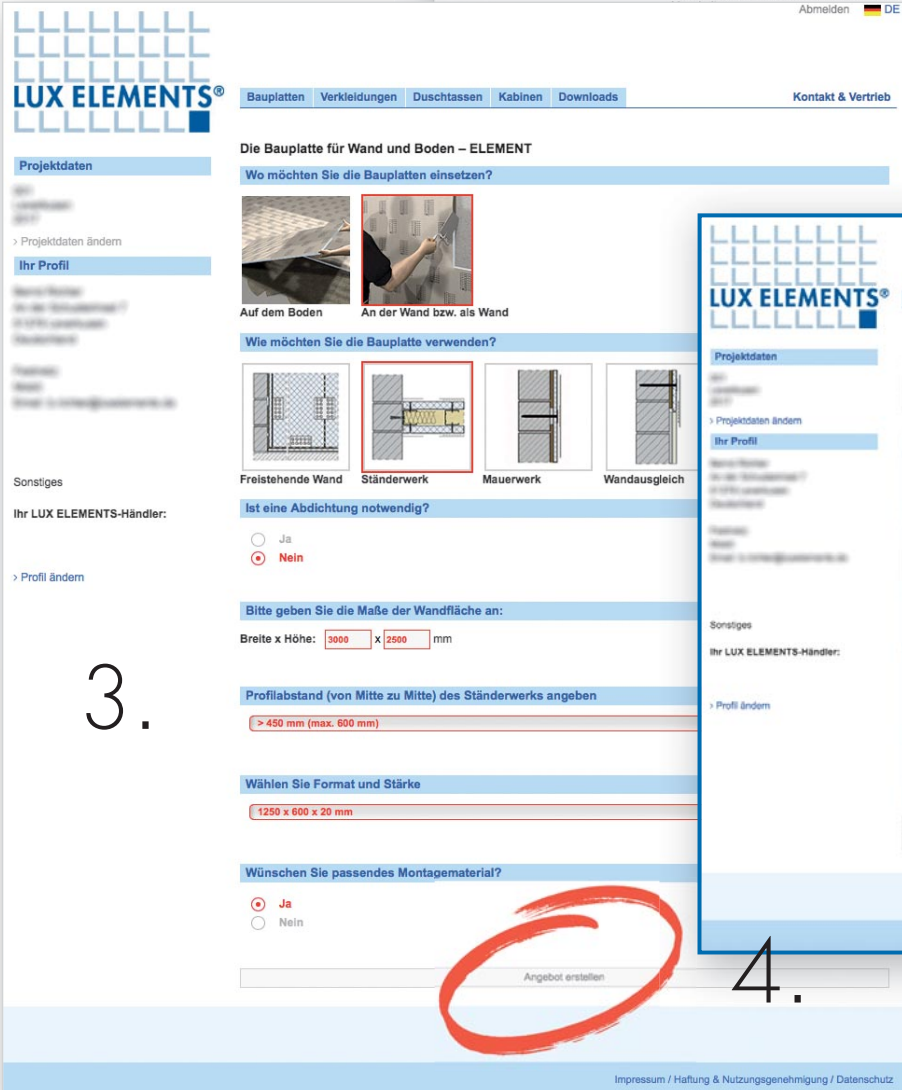 Abmelden DE
LUX ELEMENTS®
Bauplatten Verkleidungen Duschtassen Kabinen Downloads
Kontakt & Vertrieb
Projektdaten
> Projektdaten ändern
Ihr Profil
Sonstiges
Ihr LUX ELEMENTS-Händler:
> Profil ändern
3.
Die Bauplatte für Wand und Boden – ELEMENT
Wo möchten Sie die Bauplatten einsetzen?
Auf dem Boden An der Wand bzw. als Wand
Wie möchten Sie die Bauplatte verwenden?
Freistehende Wand Ständerwerk Mauerwerk Wandausgleich
Ist eine Abdichtung notwendig?
Ja
Nein
Bitte geben Sie die Maße der Wandfläche an:
Breite x Höhe: 3000 x 2500 mm
Profilabstand (von Mitte zu Mitte) des Ständerwerks angeben
> 450 mm (max. 600 mm)
Wählen Sie Format und Stärke
1250 x 600 x 20 mm
Wünschen Sie passendes Montagematerial?
Ja
Nein
Angebot erstellen
LUX ELEMENTS®
Projektdaten
> Projektdaten ändern
Ihr Profil
Sonstiges
Ihr LUX ELEMENTS-Händler:
> Profil ändern
4.
Impressum / Haftung & Nutzungsgenehmigung / Datenschutz